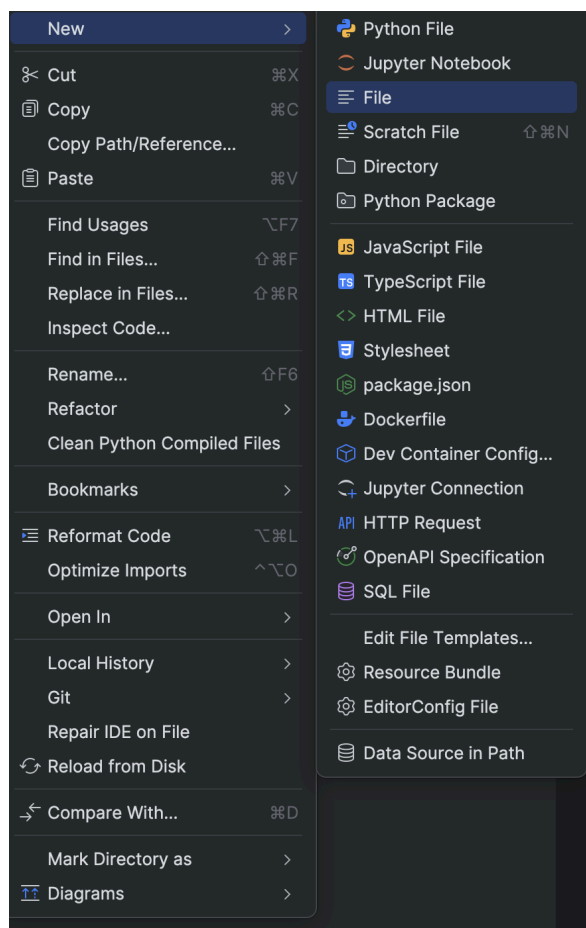 New
Cut ⌘X
Copy ⌘C
Copy Path/Reference...
Paste ⌘V
Find Usages ⌥F7
Find in Files... ⇧⌘F
Replace in Files... ⇧⌘R
Inspect Code...
Rename... ⇧F6
Refactor
Clean Python Compiled Files
Bookmarks
Reformat Code ⌥⌘L
Optimize Imports ^⌥O
Open In
Local History
Git
Repair IDE on File
Reload from Disk
Compare With... ⌘D
Mark Directory as
Diagrams
Python File
Jupyter Notebook
File
Scratch File ⇧⌘N
Directory
Python Package
JS JavaScript File
TS TypeScript File
HTML File
Stylesheet
JS package.json
Dockerfile
Dev Container Config...
Jupyter Connection
API HTTP Request
OpenAPI Specification
SQL File
Edit File Templates...
Resource Bundle
EditorConfig File
Data Source in Path